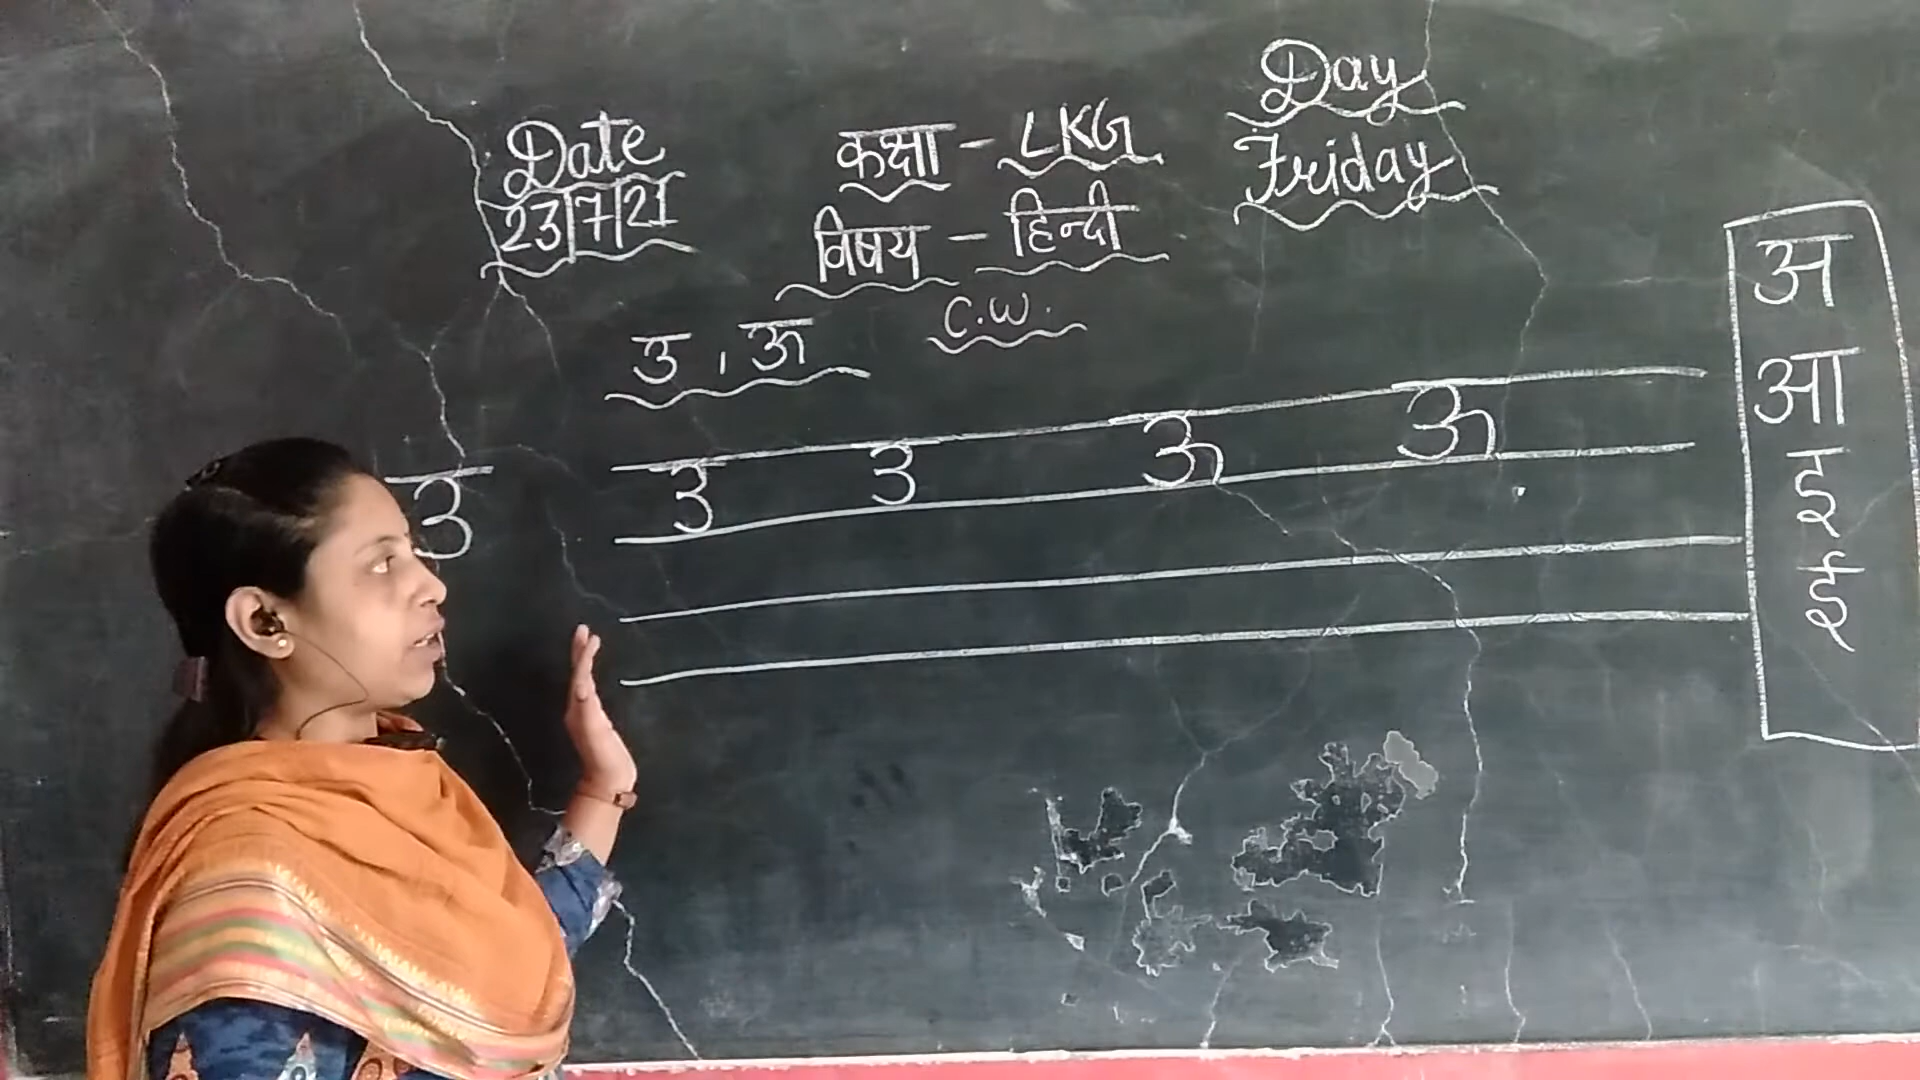 Day
Date
कक्षा - LKG
Friday
23/7/21
विषय - हिन्दी
C.W.
उ, ऊ
उ
उ उ ऊ ऊ
अ
आ
इ
ई